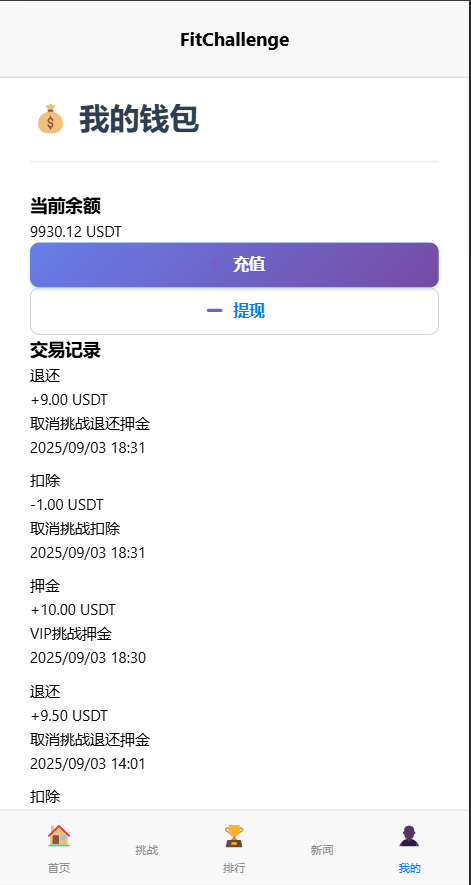 FitChallenge
我的钱包
当前余额
9930.12 USDT
充值
提现
交易记录
退还
+9.00 USDT
取消挑战退还押金
2025/09/03 18:31
扣除
-1.00 USDT
取消挑战扣除
2025/09/03 18:31
押金
+10.00 USDT
VIP挑战押金
2025/09/03 18:30
退还
+9.50 USDT
取消挑战退还押金
2025/09/03 14:01
扣除
首页
挑战
排行
新闻
我的